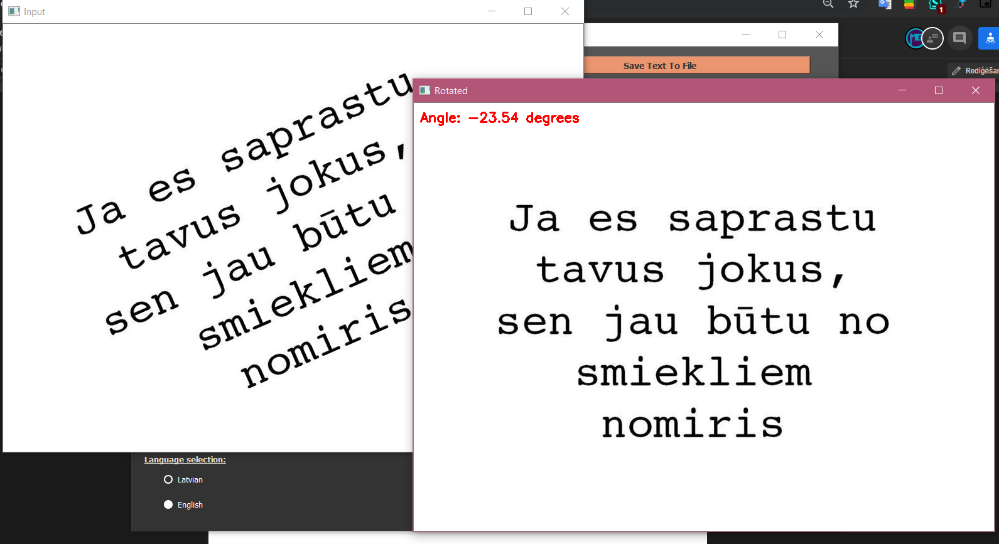 Input
1
Save Text To File
Rotated
Angle: -23.54 degrees
Ja es saprastu
tavus jokus,
sen jau būtu
smiekliem
nomiris
Ja es saprastu
tavus jokus,
sen jau būtu no
smiekliem
nomiris
Language selection:
Latvian
English